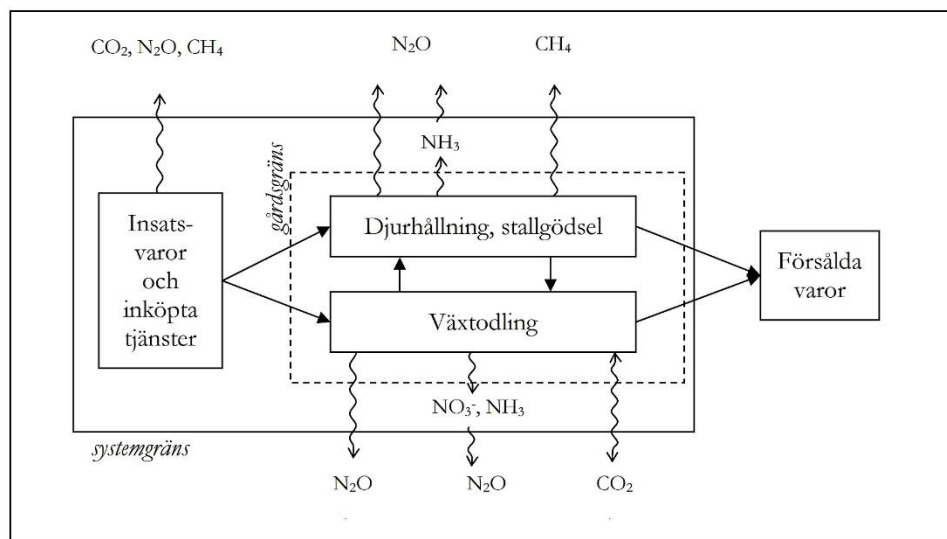 CO₂, N₂O, CH₄
N₂O
CH₄
NH₃
gårdsgräns
Insats-
varor
och
inköpta
tjänster
Djurhållning, stallgödsel
Växtodling
Försålda
varor
NO₃⁻, NH₃
systemgräns
N₂O
N₂O
CO₂